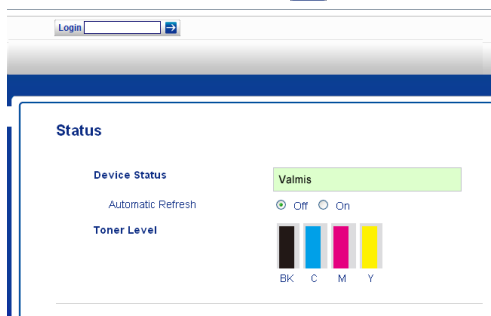 Login
Status
Device Status Valmis
Automatic Refresh Off On
Toner Level
BK C M Y